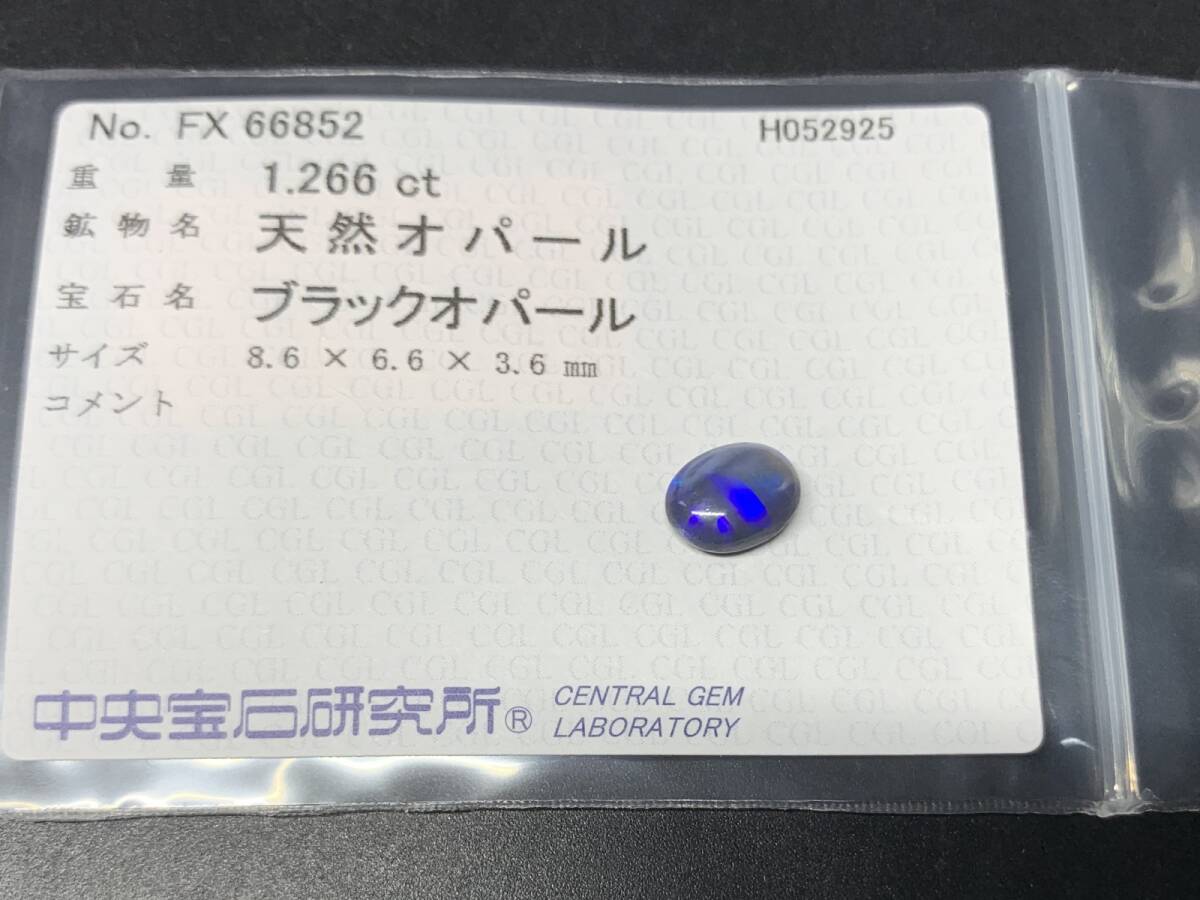 No. FX 66852 H052925
重量 1.266 ct
鉱物名 天然オパール
宝石名 ブラックオパール
サイズ 8.6 × 6.6 × 3.6 ㎜
コメント
中央宝石研究所® CENTRAL GEM
LABORATORY